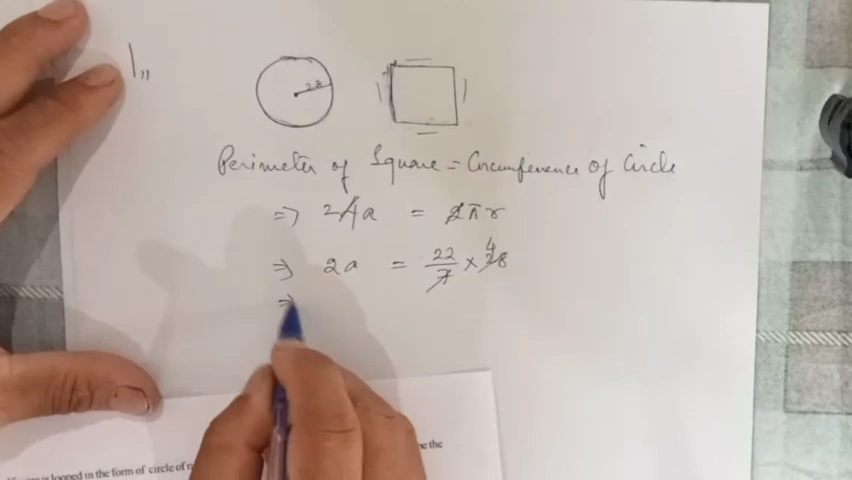 1,,
28
Perimeter of Square = Circumference of Circle
=> 2 4a = 2πr
=> 2a = 22/7 × 28 4
=>
is looped in the form of circle of
the